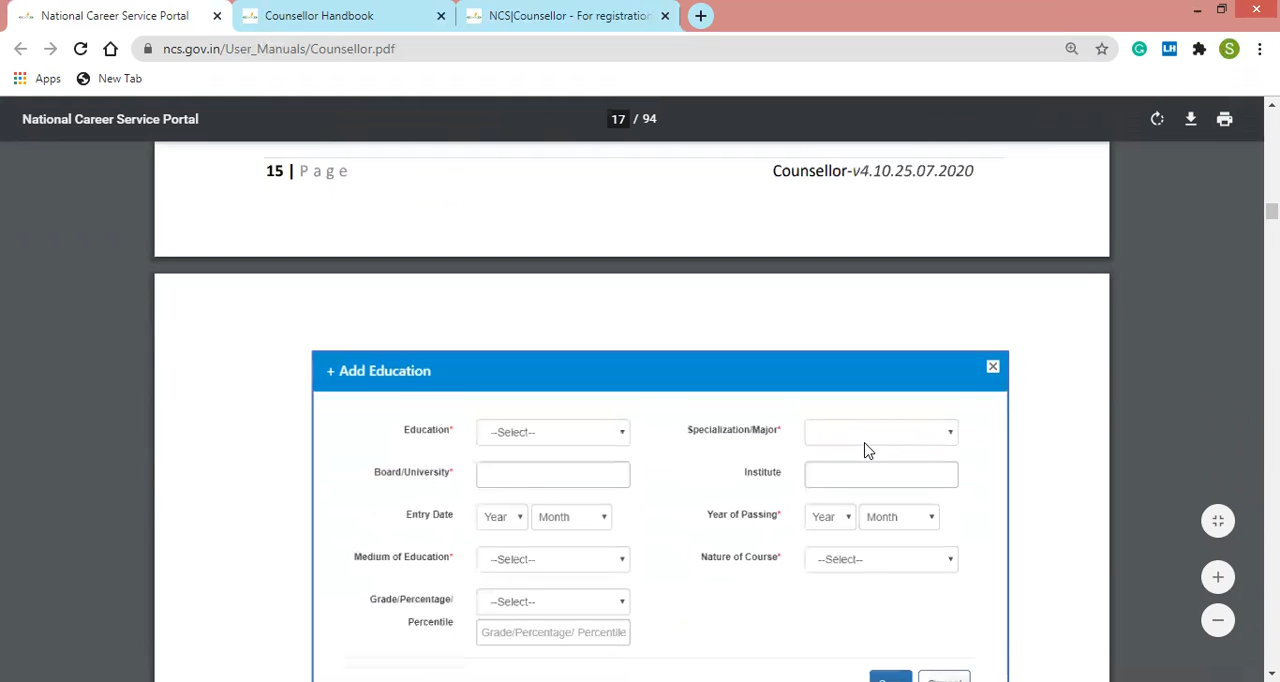 National Career Service Portal
Counsellor Handbook
NCS|Counsellor - For registration
ncs.gov.in/User_Manuals/Counsellor.pdf
S
Apps
New Tab
National Career Service Portal
17 / 94
15 | Page
Counsellor-v4.10.25.07.2020
+ Add Education
Education* --Select-- Specialization/Major*
Board/University* Institute
Entry Date Year Month Year of Passing* Year Month
Medium of Education* --Select-- Nature of Course* --Select--
Grade/Percentage/ --Select--
Percentile Grade/Percentage/ Percentile